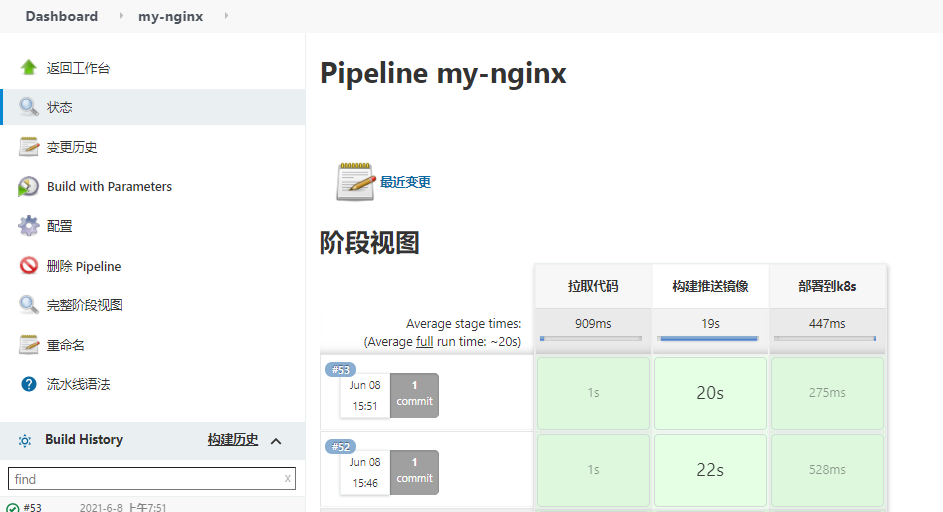 Dashboard
my-nginx
返回工作台
状态
变更历史
Build with Parameters
配置
删除 Pipeline
完整阶段视图
重命名
流水线语法
Build History
构建历史
find
x
#53
2021-6-8 上午7:51
Pipeline my-nginx
最近变更
阶段视图
拉取代码 构建推送镜像 部署到k8s
Average stage times:
(Average full run time: ~20s)
909ms 19s 447ms
#53
Jun 08
15:51
1
commit
1s 20s 275ms
#52
Jun 08
15:46
1
commit
1s 22s 528ms